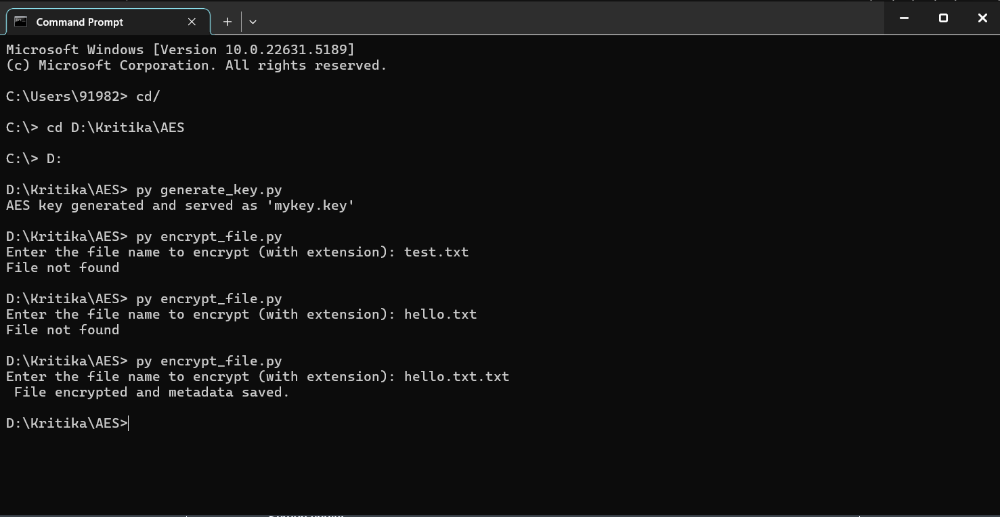 Command Prompt
Microsoft Windows [Version 10.0.22631.5189]
(c) Microsoft Corporation. All rights reserved.
C:\Users\91982> cd/
C:\> cd D:\Kritika\AES
C:\> D:
D:\Kritika\AES> py generate_key.py
AES key generated and served as 'mykey.key'
D:\Kritika\AES> py encrypt_file.py
Enter the file name to encrypt (with extension): test.txt
File not found
D:\Kritika\AES> py encrypt_file.py
Enter the file name to encrypt (with extension): hello.txt
File not found
D:\Kritika\AES> py encrypt_file.py
Enter the file name to encrypt (with extension): hello.txt.txt
 File encrypted and metadata saved.
D:\Kritika\AES>